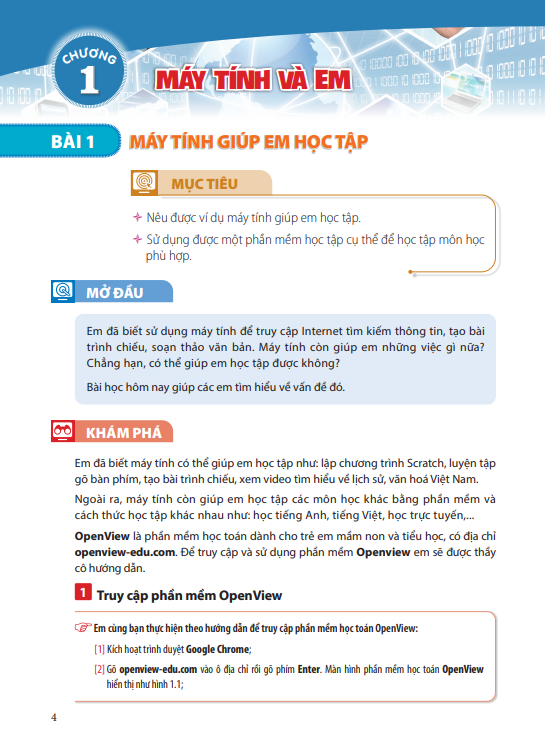 CHƯƠNG
1
MÁY TÍNH VÀ EM
BÀI 1
MÁY TÍNH GIÚP EM HỌC TẬP
MỤC TIÊU
Nêu được ví dụ máy tính giúp em học tập.
Sử dụng được một phần mềm học tập cụ thể để học tập môn học
phù hợp.
MỞ ĐẦU
Em đã biết sử dụng máy tính để truy cập Internet tìm kiếm thông tin, tạo bài
trình chiếu, soạn thảo văn bản. Máy tính còn giúp em những việc gì nữa?
Chẳng hạn, có thể giúp em học tập được không?
Bài học hôm nay giúp các em tìm hiểu về vấn đề đó.
KHÁM PHÁ
Em đã biết máy tính có thể giúp em học tập như: lập chương trình Scratch, luyện tập
gõ bàn phím, tạo bài trình chiếu, xem video tìm hiểu về lịch sử, văn hoá Việt Nam.
Ngoài ra, máy tính còn giúp em học tập các môn học khác bằng phần mềm và
cách thức học tập khác nhau như: học tiếng Anh, tiếng Việt, học trực tuyến,...
OpenView là phần mềm học toán dành cho trẻ em mầm non và tiểu học, có địa chỉ
openview-edu.com. Để truy cập và sử dụng phần mềm Openview em sẽ được thầy
cô hướng dẫn.
1 Truy cập phần mềm OpenView
Em cùng bạn thực hiện theo hướng dẫn để truy cập phần mềm học toán OpenView:
[1] Kích hoạt trình duyệt Google Chrome;
[2] Gõ openview-edu.com vào ô địa chỉ rồi gõ phím Enter. Màn hình phần mềm học toán OpenView
hiển thị như hình 1.1;
4